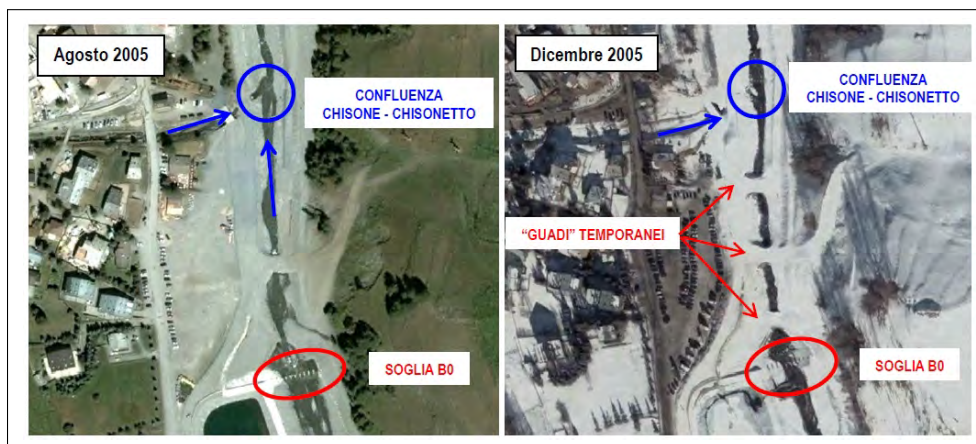 Agosto 2005
CONFLUENZA
CHISONE - CHISONETTO
SOGLIA B0
Dicembre 2005
CONFLUENZA
CHISONE - CHISONETTO
“GUADI” TEMPORANEI
SOGLIA B0